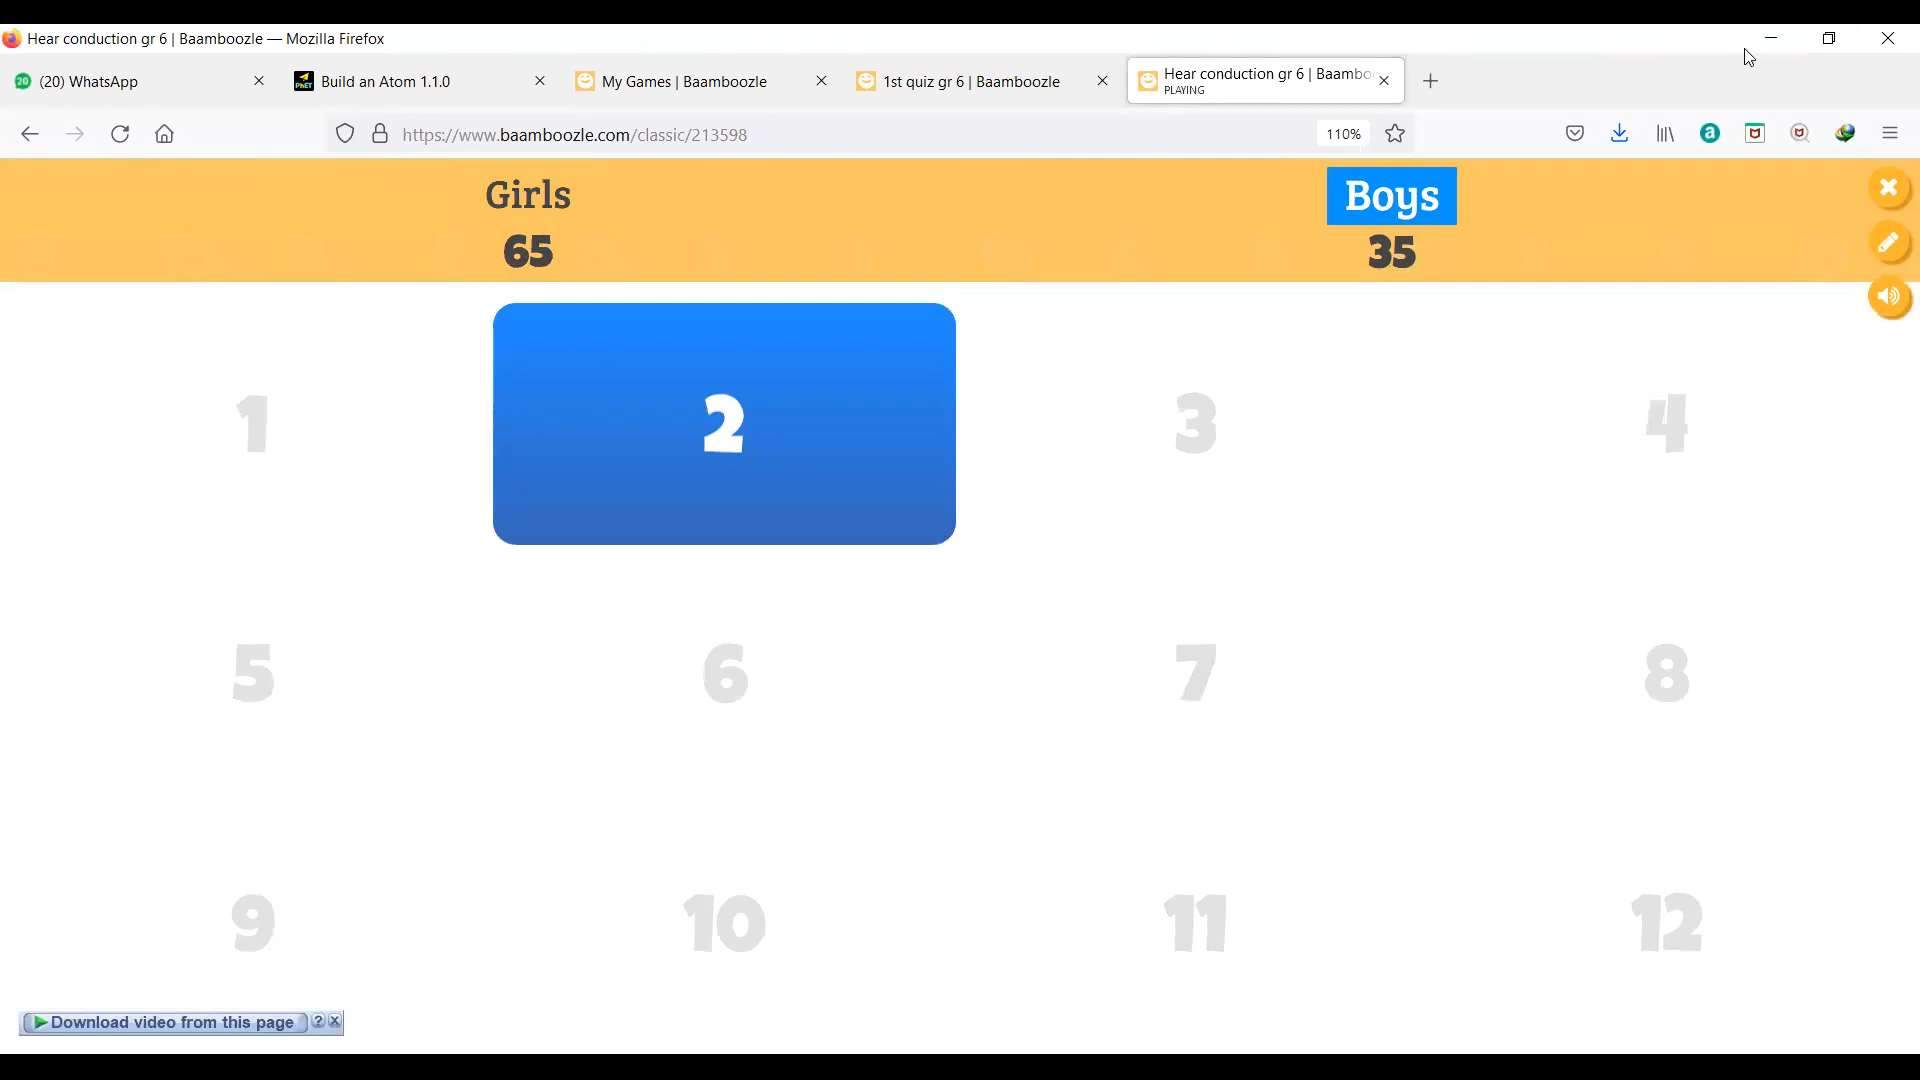 Hear conduction gr 6 | Baamboozle — Mozilla Firefox
20 (20) WhatsApp
PhET Build an Atom 1.1.0
My Games | Baamboozle
1st quiz gr 6 | Baamboozle
Hear conduction gr 6 | Baambo
PLAYING
https://www.baamboozle.com/classic/213598
110%
a
Girls
Boys
65
35
1
2
3
4
5
6
7
8
9
10
11
12
Download video from this page ? X